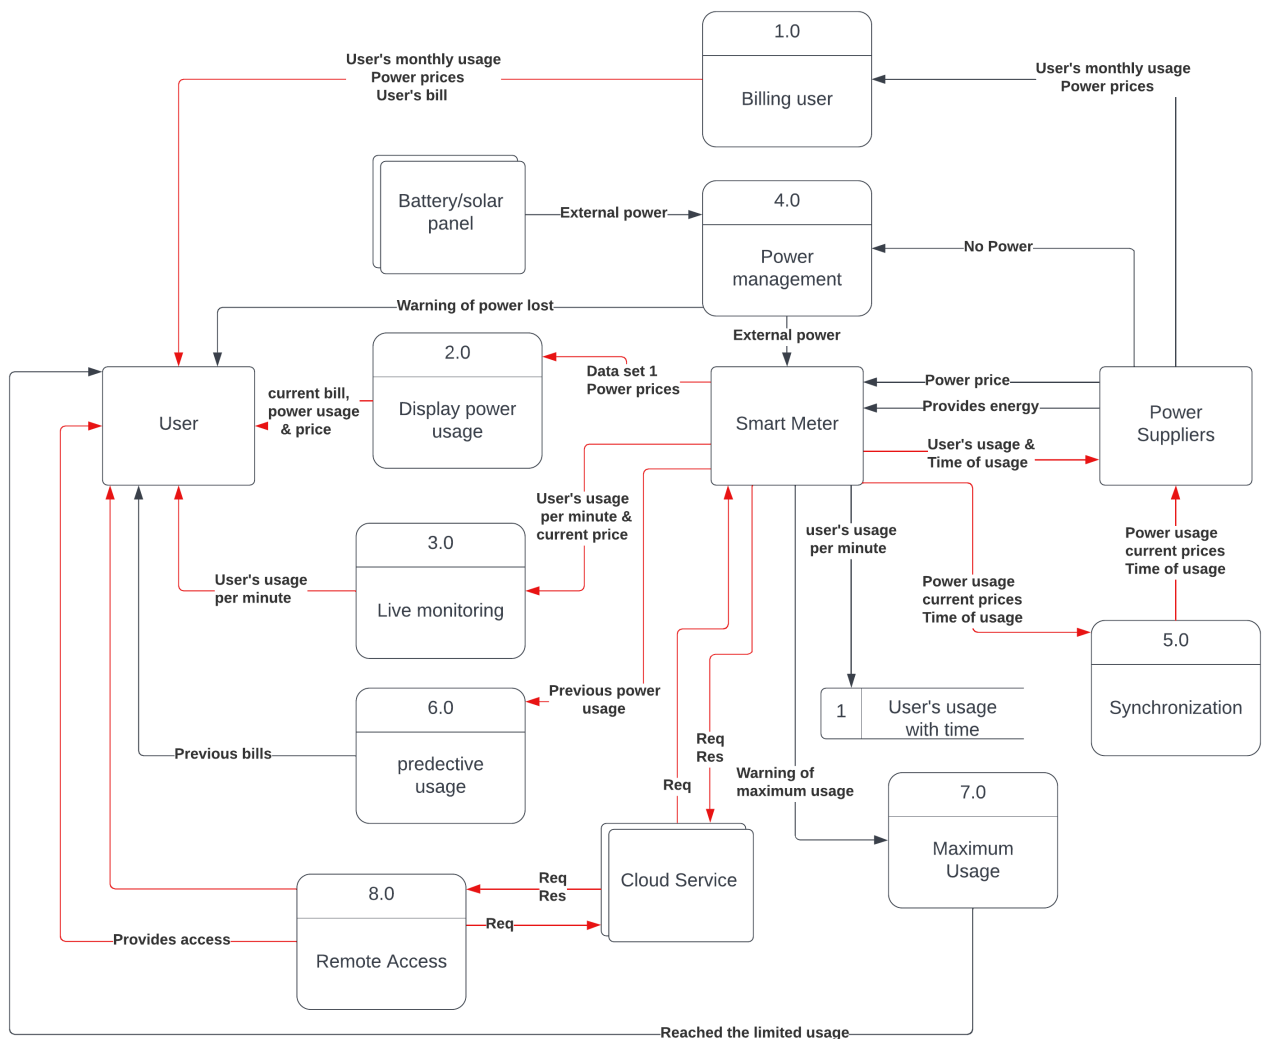 1.0
Billing user
User's monthly usage
Power prices
User's bill
User's monthly usage
Power prices
Battery/solar
panel
External power
4.0
Power
management
No Power
Warning of power lost
External power
2.0
Display power
usage
Data set 1
Power prices
current bill,
power usage
& price
User
Smart Meter
Power price
Provides energy
User's usage &
Time of usage
Power
Suppliers
User's usage
per minute &
current price
user's usage
per minute
Power usage
current prices
Time of usage
Power usage
current prices
Time of usage
3.0
Live monitoring
User's usage
per minute
5.0
Synchronization
6.0
predective
usage
Previous power
usage
Previous bills
1
User's usage
with time
Req
Res
Req
Warning of
maximum usage
7.0
Maximum
Usage
Cloud Service
8.0
Remote Access
Req
Res
Req
Provides access
Reached the limited usage